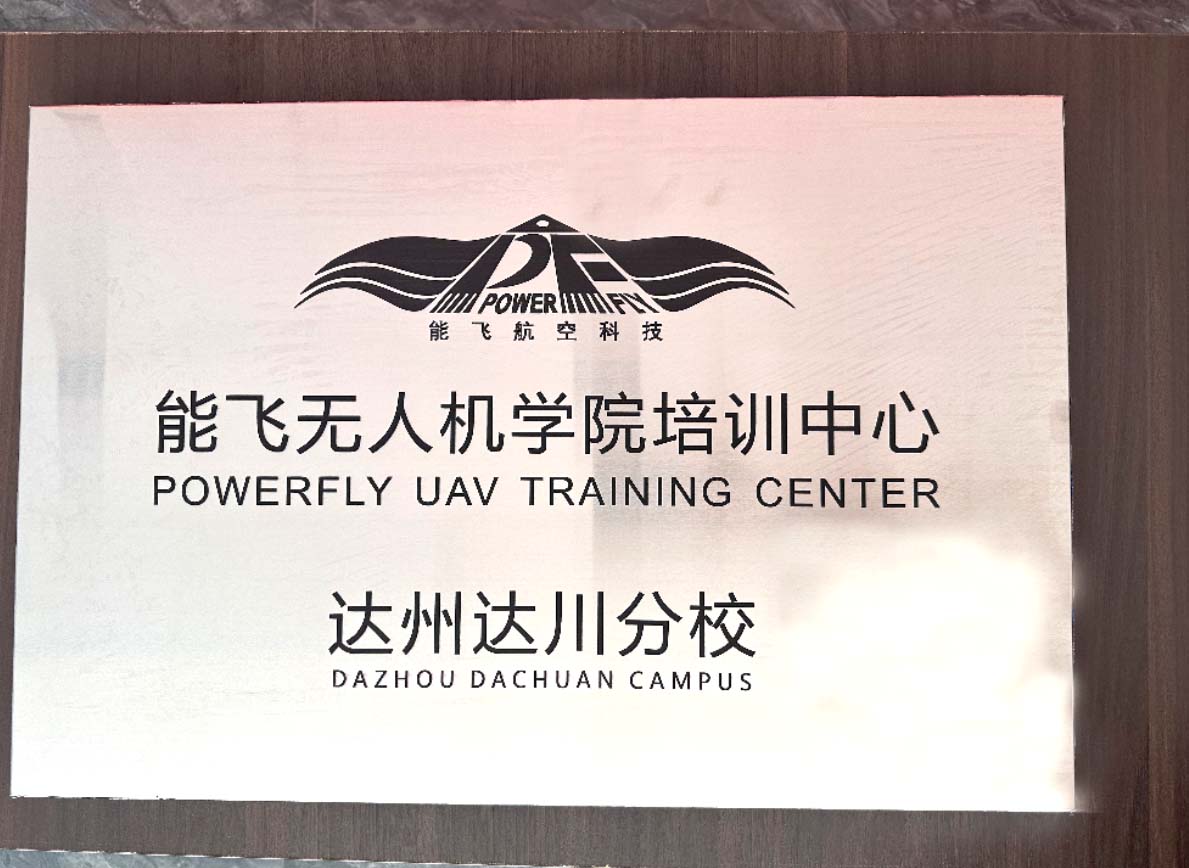 PF
POWER FLY
能飞航空科技
能飞无人机学院培训中心
POWERFLY UAV TRAINING CENTER
达州达川分校
DAZHOU DACHUAN CAMPUS